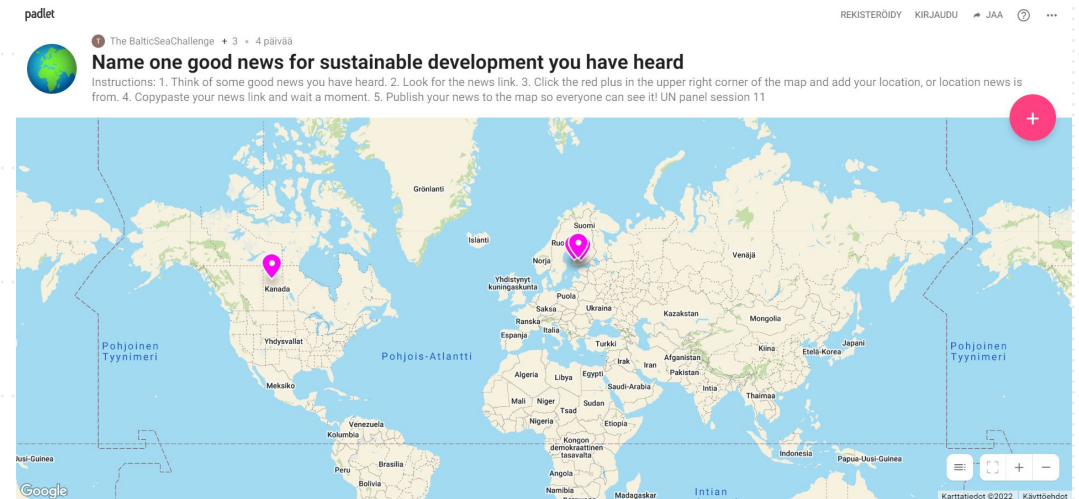 padlet
REKISTERÖIDY KIRJAUDU JAA ? ...
T The BalticSeaChallenge + 3 • 4 päivää
Name one good news for sustainable development you have heard
Instructions: 1. Think of some good news you have heard. 2. Look for the news link. 3. Click the red plus in the upper right corner of the map and add your location, or location news is
from. 4. Copypaste your news link and wait a moment. 5. Publish your news to the map so everyone can see it! UN panel session 11
+
Grönlanti
Suomi
Islanti
Ruo
Venäjä
Norja
Kanada
Yhdistynyt
kuningaskunta
Puola
Saksa
Ukraina
Kazakstan
Ranska
Mongolia
Italia
Espanja
Yhdysvallat
Turkki
Kiina
Japani
Etelä-Korea
Pohjoinen
Tyynimeri
Pohjois-Atlantti
Pohjoinen
Tyynimeri
Irak
Iran
Afganistan
Pakistan
Algeria
Libya
Egypti
Saudi-Arabia
Intia
Meksiko
Thaimaa
Mali
Niger
Sudan
Tsad
Nigeria
Etiopia
Venezuela
Kolumbia
Kongon
demokraattinen
tasavalta
Indonesia
Papua-Uusi-Guinea
Jusi-Guinea
Brasilia
Peru
Bolivia
Angola
Namibia
Madagaskar
Intian
+ −
Google
Karttatiedot ©2022 Käyttöehdot